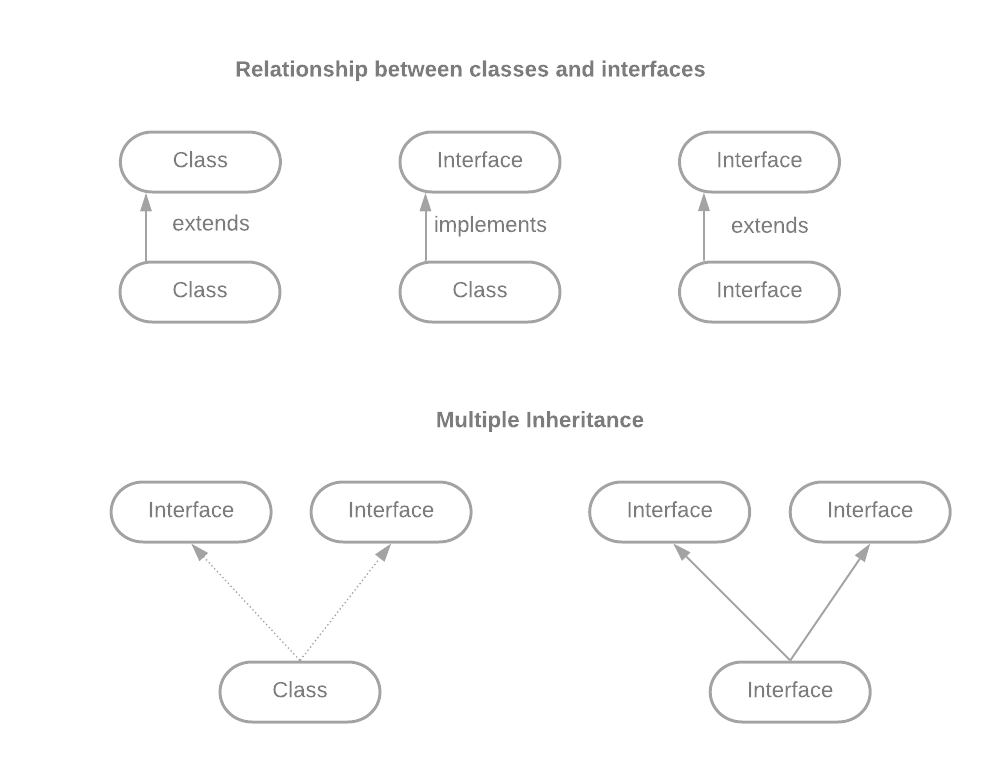 Relationship between classes and interfaces
Class
Interface
Interface
extends
implements
extends
Class
Class
Interface
Multiple Inheritance
Interface
Interface
Interface
Interface
Class
Interface